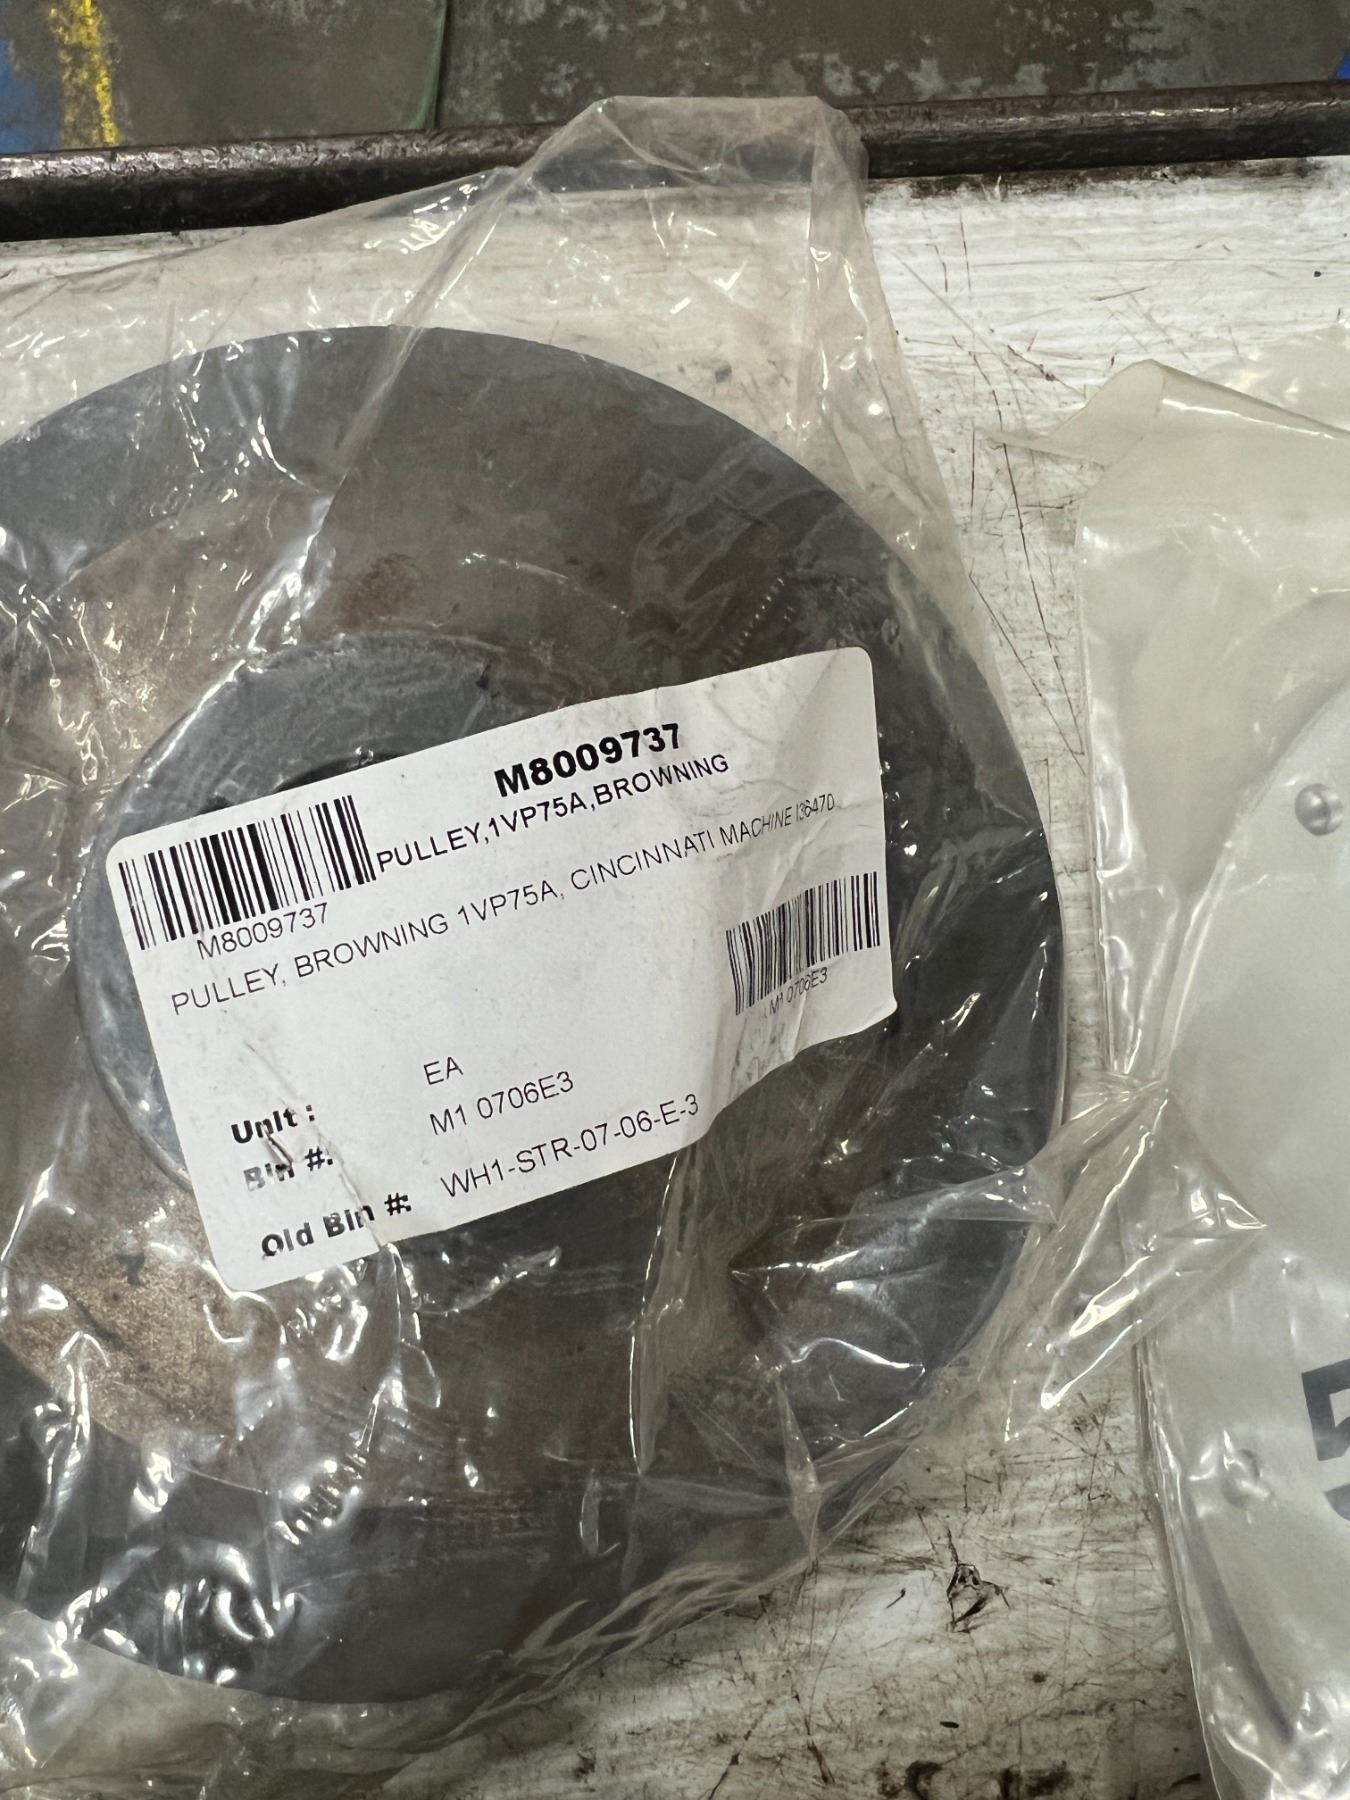 M8009737
PULLEY,1VP75A,BROWNING
M8009737
PULLEY, BROWNING 1VP75A, CINCINNATI MACHINE I36470
M1 0706E3
Unit : EA
Bin #: M1 0706E3
Old Bin #: WH1-STR-07-06-E-3
5